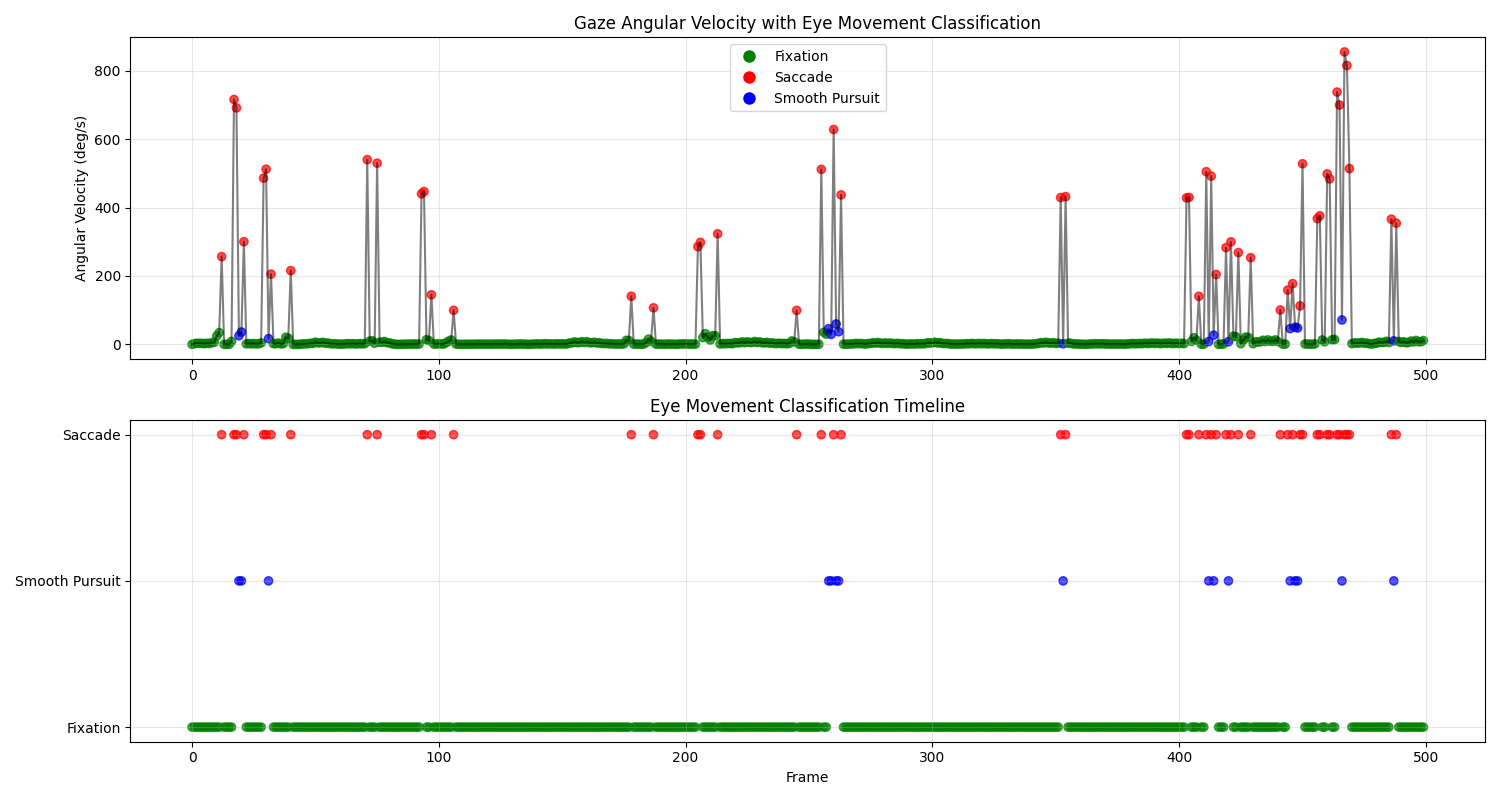 Gaze Angular Velocity with Eye Movement Classification
Angular Velocity (deg/s)
800
600
400
200
0
Fixation
Saccade
Smooth Pursuit
0 100 200 300 400 500
Eye Movement Classification Timeline
Saccade
Smooth Pursuit
Fixation
0 100 200 300 400 500
Frame